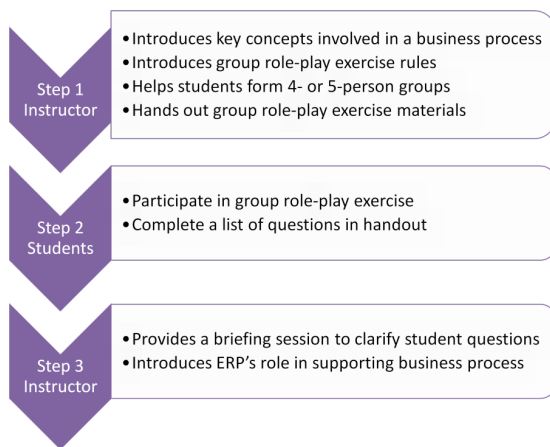 Step 1
Instructor
• Introduces key concepts involved in a business process
• Introduces group role-play exercise rules
• Helps students form 4- or 5-person groups
• Hands out group role-play exercise materials
Step 2
Students
• Participate in group role-play exercise
• Complete a list of questions in handout
Step 3
Instructor
• Provides a briefing session to clarify student questions
• Introduces ERP's role in supporting business process